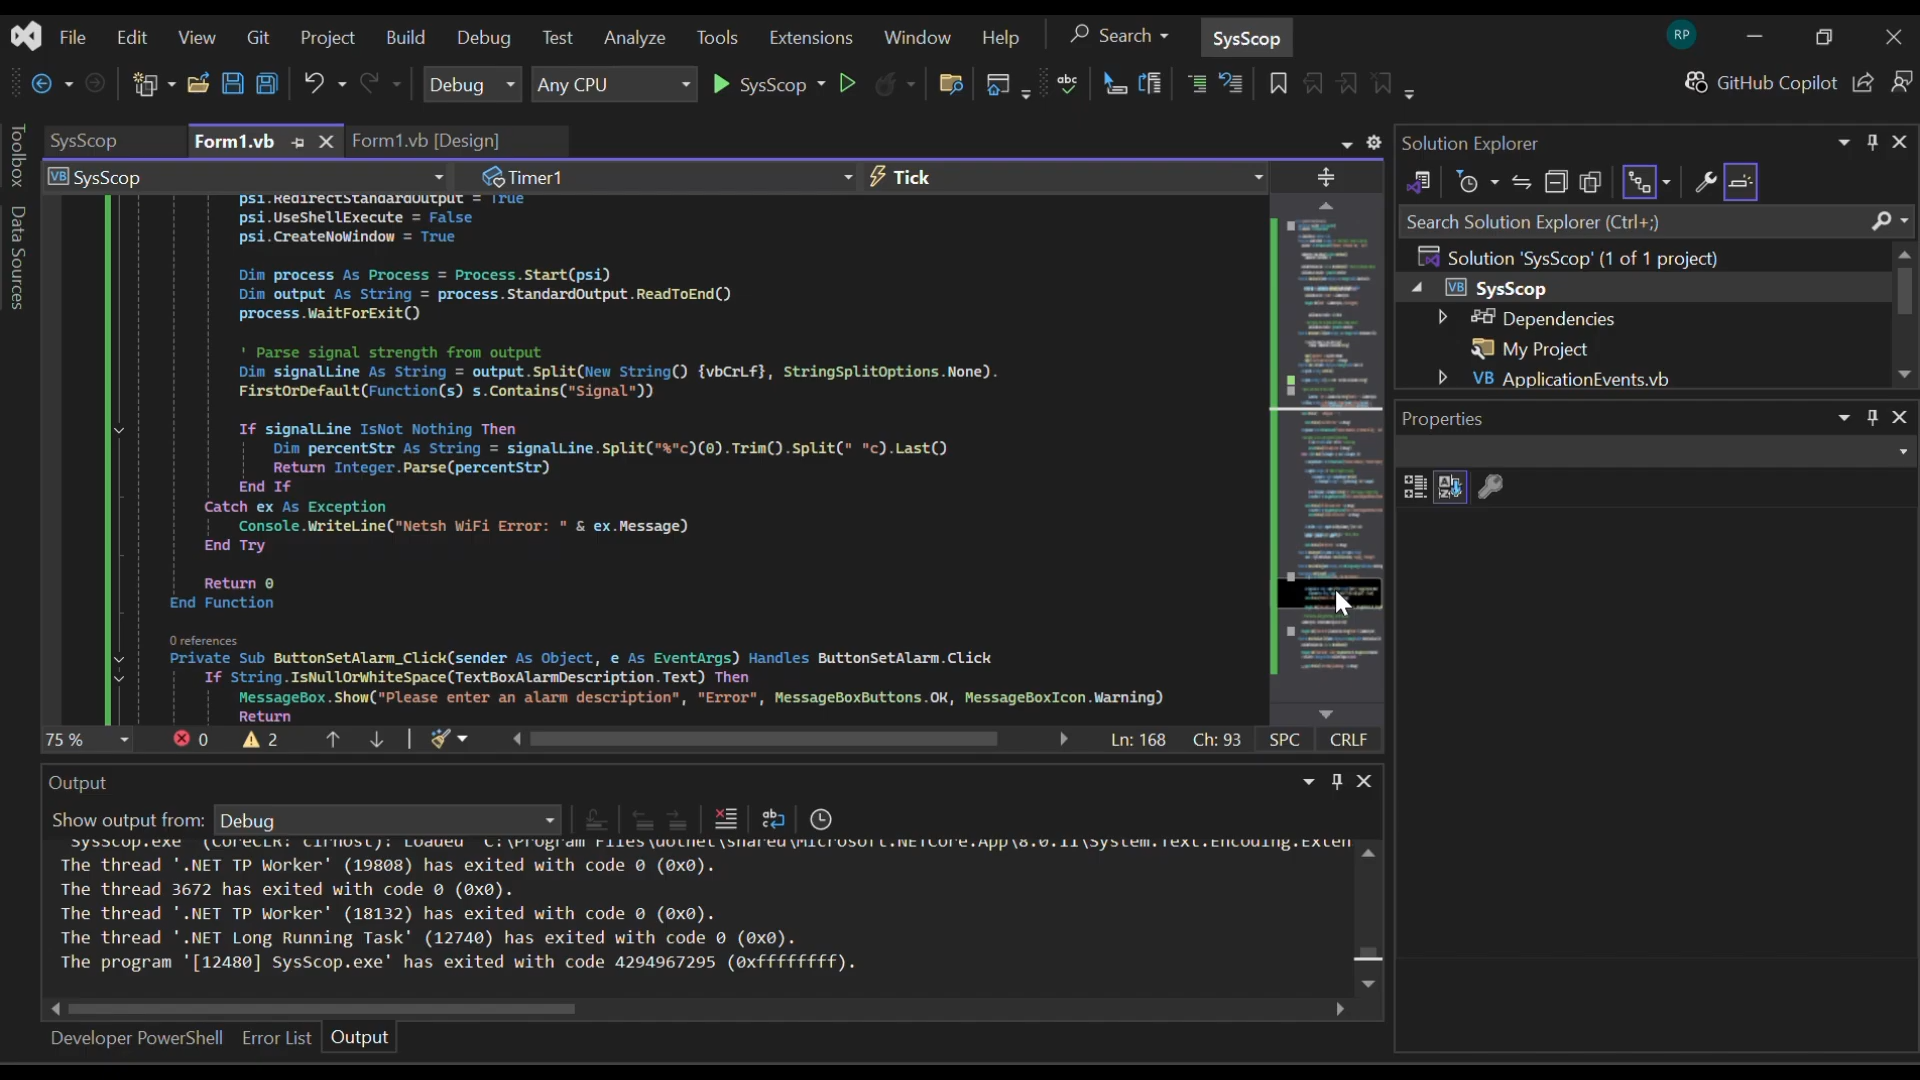 File Edit View Git Project Build Debug Test Analyze Tools Extensions Window Help Search SysScop RP
Debug Any CPU SysScop abc GitHub Copilot
Toolbox
Data Sources
SysScop Form1.vb Form1.vb [Design]
VB SysScop Timer1 Tick
psi.RedirectStandardOutput = True
psi.UseShellExecute = False
psi.CreateNoWindow = True
Dim process As Process = Process.Start(psi)
Dim output As String = process.StandardOutput.ReadToEnd()
process.WaitForExit()
' Parse signal strength from output
Dim signalLine As String = output.Split(New String() {vbCrLf}, StringSplitOptions.None).
FirstOrDefault(Function(s) s.Contains("Signal"))
If signalLine IsNot Nothing Then
Dim percentStr As String = signalLine.Split("%"c)(0).Trim().Split(" "c).Last()
Return Integer.Parse(percentStr)
End If
Catch ex As Exception
Console.WriteLine("Netsh WiFi Error: " & ex.Message)
End Try
Return 0
End Function
0 references
Private Sub ButtonSetAlarm_Click(sender As Object, e As EventArgs) Handles ButtonSetAlarm.Click
If String.IsNullOrWhiteSpace(TextBoxAlarmDescription.Text) Then
MessageBox.Show("Please enter an alarm description", "Error", MessageBoxButtons.OK, MessageBoxIcon.Warning)
Return
75 % 0 2 Ln: 168 Ch: 93 SPC CRLF
Output
Show output from: Debug
The thread '.NET TP Worker' (19808) has exited with code 0 (0x0).
The thread 3672 has exited with code 0 (0x0).
The thread '.NET TP Worker' (18132) has exited with code 0 (0x0).
The thread '.NET Long Running Task' (12740) has exited with code 0 (0x0).
The program '[12480] SysScop.exe' has exited with code 4294967295 (0xffffffff).
Developer PowerShell Error List Output
Solution Explorer
Search Solution Explorer (Ctrl+;)
Solution 'SysScop' (1 of 1 project)
VB SysScop
Dependencies
My Project
VB ApplicationEvents.vb
Properties